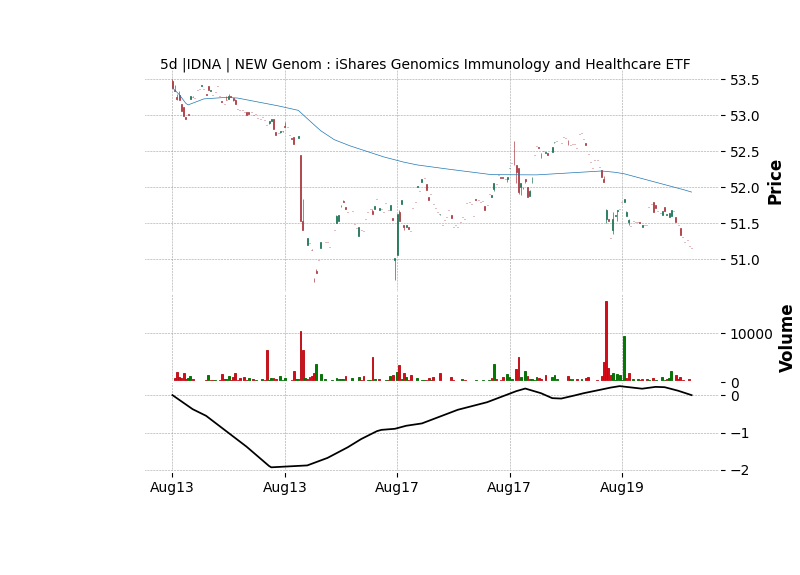 5d |IDNA | NEW Genom : iShares Genomics Immunology and Healthcare ETF
53.5
53.0
52.5
52.0
51.5
51.0
Price
10000
0
Volume
0
−1
−2
Aug13 Aug13 Aug17 Aug17 Aug19